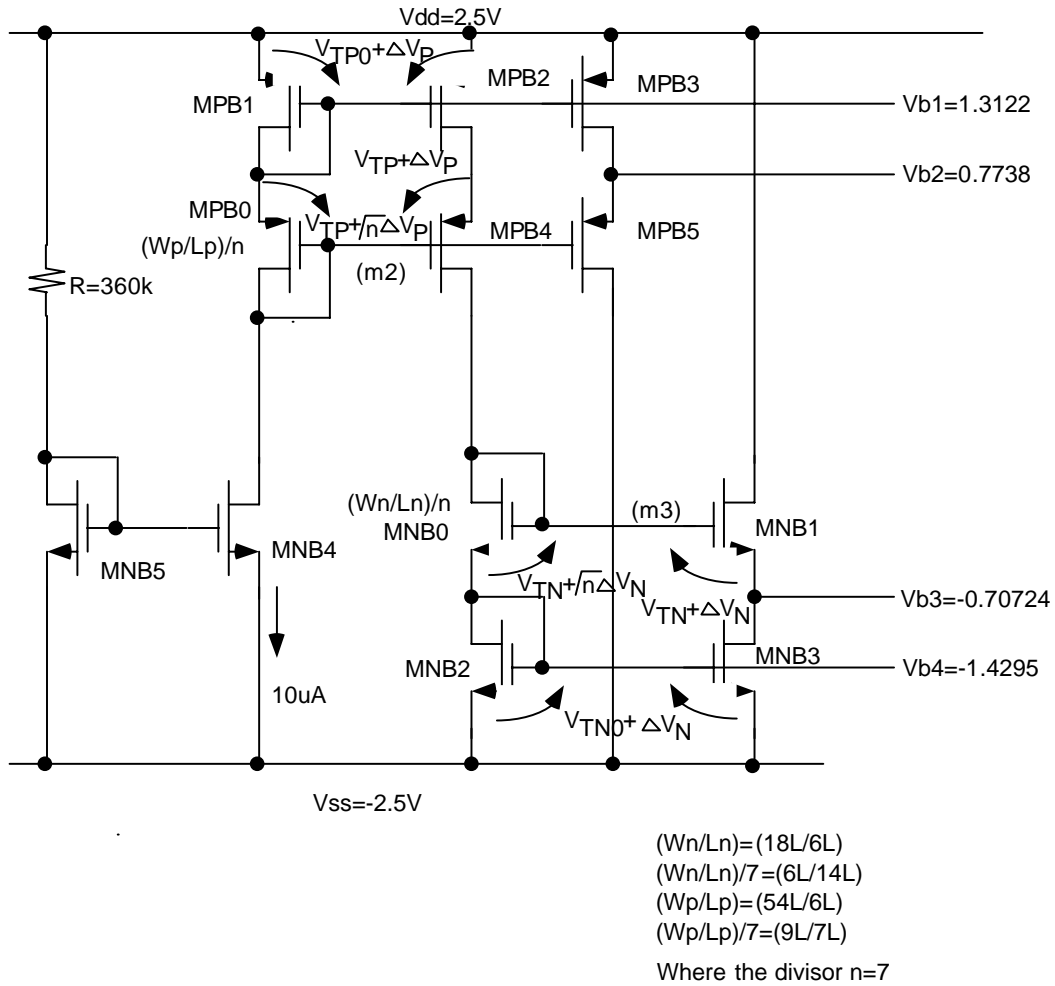 Vdd=2.5V
VTP0+△VP
MPB1
MPB2
MPB3
Vb1=1.3122
VTP+△VP
Vb2=0.7738
MPB0
VTP+√n△VP
MPB4
MPB5
(Wp/Lp)/n
(m2)
R=360k
(Wn/Ln)/n
MNB0
(m3)
MNB1
MNB5
MNB4
VTN+√n△VN
VTN+△VN
Vb3=-0.70724
MNB2
MNB3
Vb4=-1.4295
10uA
VTN0+△VN
Vss=-2.5V
(Wn/Ln)=(18L/6L)
(Wn/Ln)/7=(6L/14L)
(Wp/Lp)=(54L/6L)
(Wp/Lp)/7=(9L/7L)
Where the divisor n=7